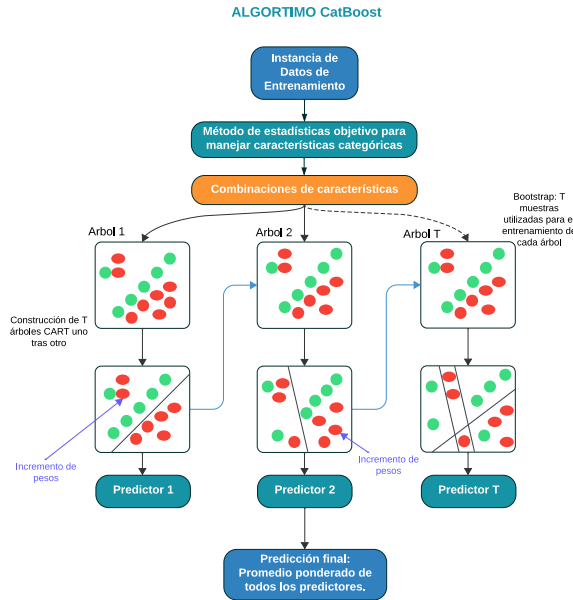 ALGORTIMO CatBoost
Instancia de
Datos de
Entrenamiento
Método de estadísticas objetivo para
manejar características categóricas
Combinaciones de características
Bootstrap: T
muestras
utilizadas para e
entrenamiento de
cada árbol
Arbol 1
Arbol 2
Arbol T
Construcción de T
árboles CART uno
tras otro
Incremento de
pesos
Incremento de
pesos
Predictor 1
Predictor 2
Predictor T
Predicción final:
Promedio ponderado de
todos los predictores.